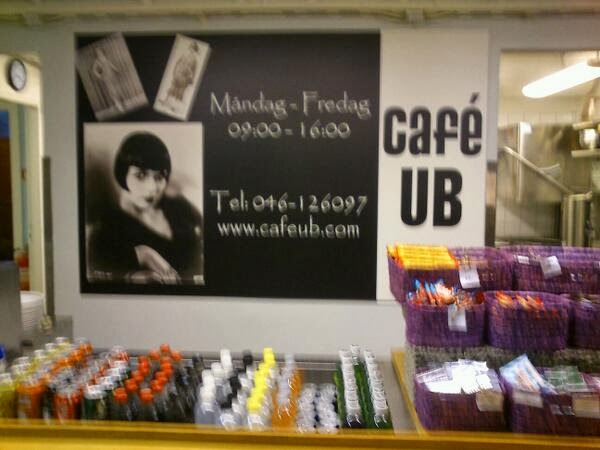 Måndag - Fredag
09:00 - 16:00
Tel: 046-126097
www.cafeub.com
café
UB